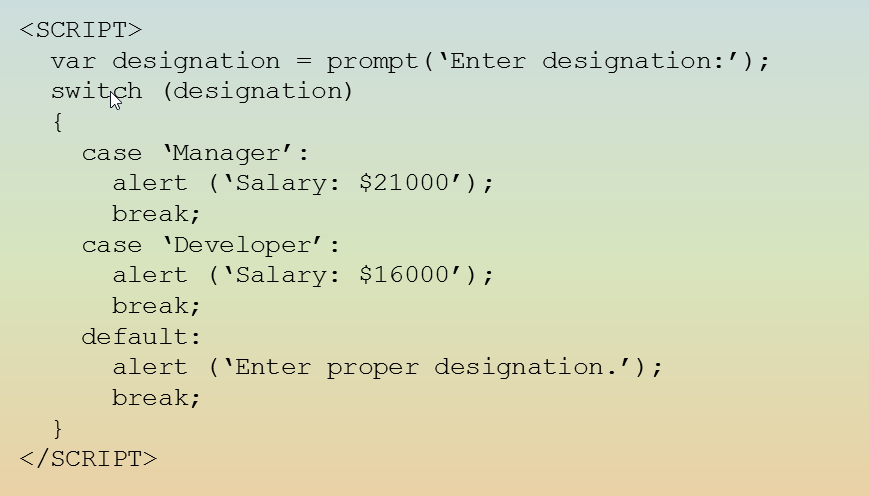 <SCRIPT>
var designation = prompt(‘Enter designation:’);
switch (designation)
{
case ‘Manager’:
alert (‘Salary: $21000’);
break;
case ‘Developer’:
alert (‘Salary: $16000’);
break;
default:
alert (‘Enter proper designation.’);
break;
}
</SCRIPT>